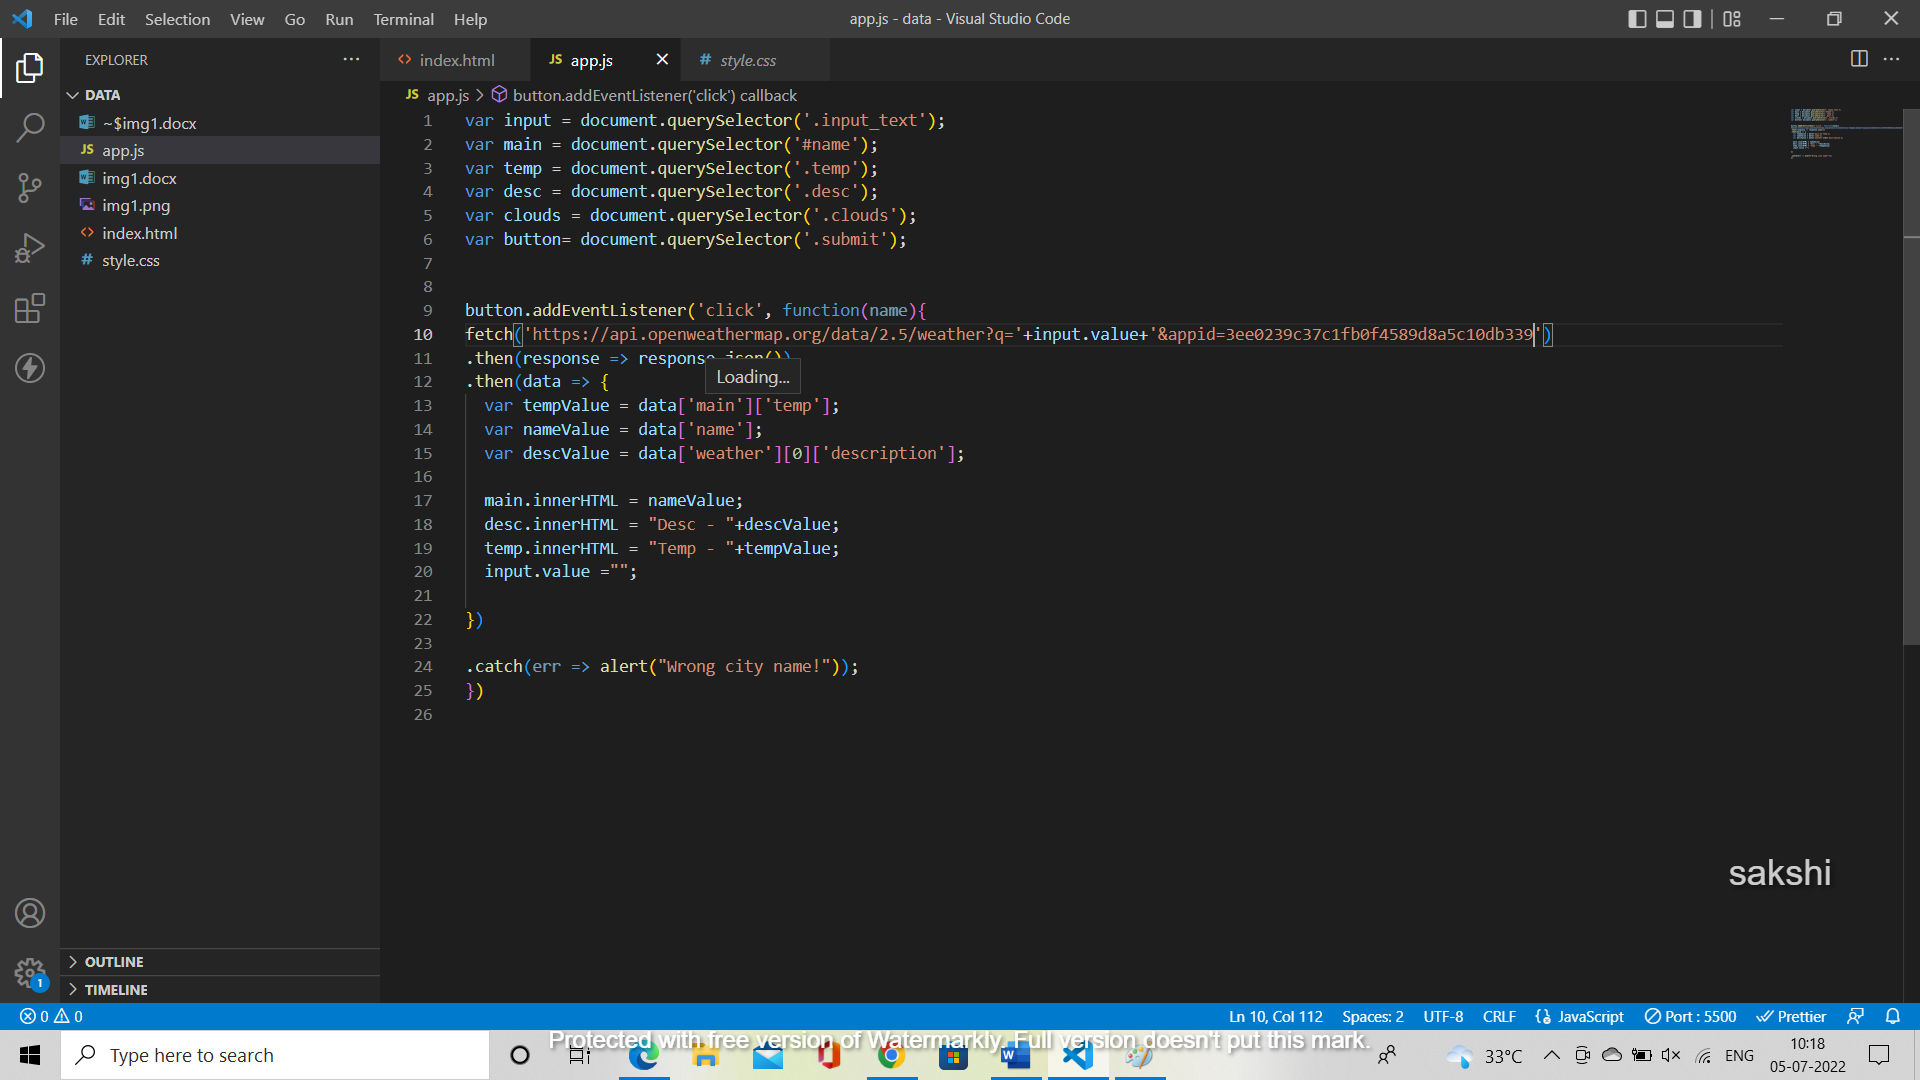 File Edit Selection View Go Run Terminal Help
app.js - data - Visual Studio Code
EXPLORER
DATA
~$img1.docx
JS app.js
img1.docx
img1.png
<> index.html
# style.css
OUTLINE
TIMELINE
<> index.html
JS app.js
# style.css
JS app.js > button.addEventListener('click') callback
1 var input = document.querySelector('.input_text');
2 var main = document.querySelector('#name');
3 var temp = document.querySelector('.temp');
4 var desc = document.querySelector('.desc');
5 var clouds = document.querySelector('.clouds');
6 var button= document.querySelector('.submit');
7
8
9 button.addEventListener('click', function(name){
10 fetch('https://api.openweathermap.org/data/2.5/weather?q='+input.value+'&appid=3ee0239c37c1fb0f4589d8a5c10db339')
11 .then(response => response.json())
Loading...
12 .then(data => {
13 var tempValue = data['main']['temp'];
14 var nameValue = data['name'];
15 var descValue = data['weather'][0]['description'];
16
17 main.innerHTML = nameValue;
18 desc.innerHTML = "Desc - "+descValue;
19 temp.innerHTML = "Temp - "+tempValue;
20 input.value ="";
21
22 })
23
24 .catch(err => alert("Wrong city name!"));
25 })
26
sakshi
1
0 0
Ln 10, Col 112 Spaces: 2 UTF-8 CRLF JavaScript Port : 5500 Prettier
Protected with free version of Watermarkly. Full version doesn't put this mark.
Type here to search
33°C
ENG
10:18
05-07-2022